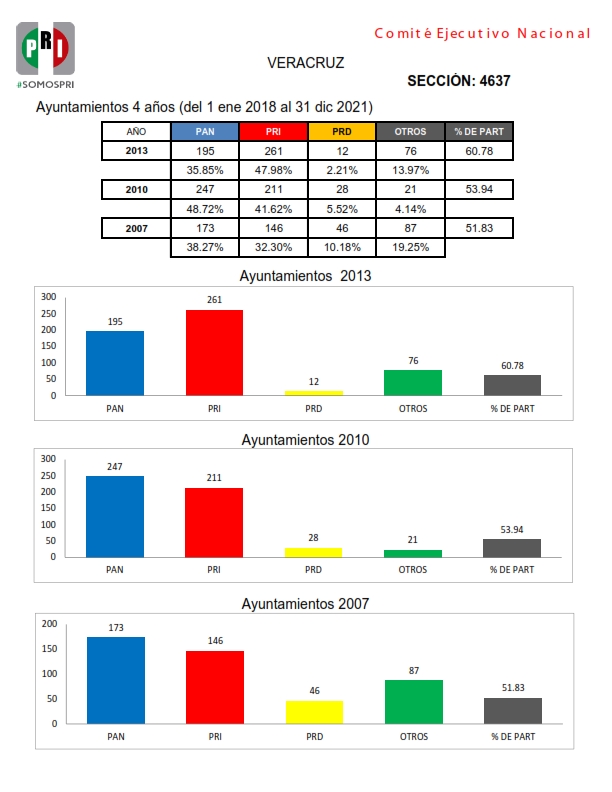 Comité Ejecutivo Nacional
PRI
#SOMOSPRI
VERACRUZ
SECCIÓN: 4637
Ayuntamientos 4 años (del 1 ene 2018 al 31 dic 2021)
AÑO PAN PRI PRD OTROS % DE PART
2013 195 261 12 76 60.78
35.85% 47.98% 2.21% 13.97%
2010 247 211 28 21 53.94
48.72% 41.62% 5.52% 4.14%
2007 173 146 46 87 51.83
38.27% 32.30% 10.18% 19.25%
Ayuntamientos 2013
300
250
200
150
100
50
0
195
261
12
76
60.78
PAN PRI PRD OTROS % DE PART
Ayuntamientos 2010
300
250
200
150
100
50
0
247
211
28
21
53.94
PAN PRI PRD OTROS % DE PART
Ayuntamientos 2007
200
150
100
50
0
173
146
46
87
51.83
PAN PRI PRD OTROS % DE PART